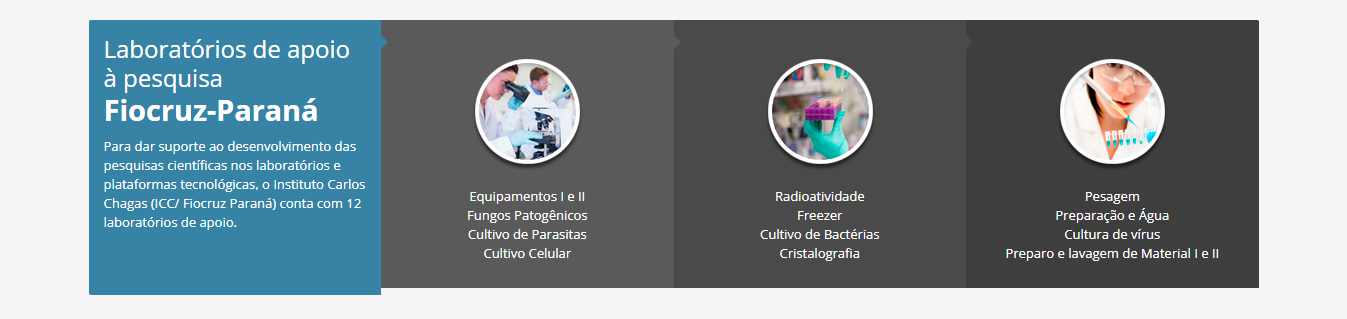 Laboratórios de apoio
à pesquisa
Fiocruz-Paraná
Para dar suporte ao desenvolvimento das
pesquisas científicas nos laboratórios e
plataformas tecnológicas, o Instituto Carlos
Chagas (ICC/ Fiocruz Paraná) conta com 12
laboratórios de apoio.
Equipamentos I e II
Fungos Patogênicos
Cultivo de Parasitas
Cultivo Celular
Radioatividade
Freezer
Cultivo de Bactérias
Cristalografia
Pesagem
Preparação e Água
Cultura de vírus
Preparo e lavagem de Material I e II